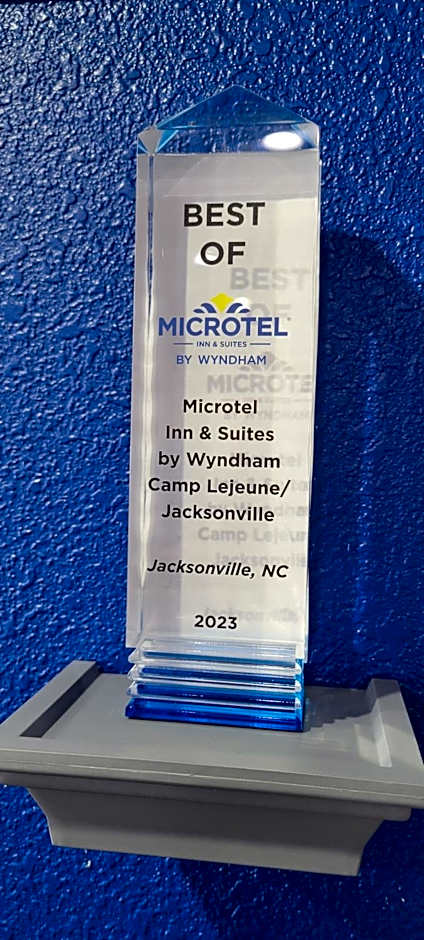 BEST
OF
MICROTEL
INN & SUITES
BY WYNDHAM
Microtel
Inn & Suites
by Wyndham
Camp Lejeune/
Jacksonville
Jacksonville, NC
2023